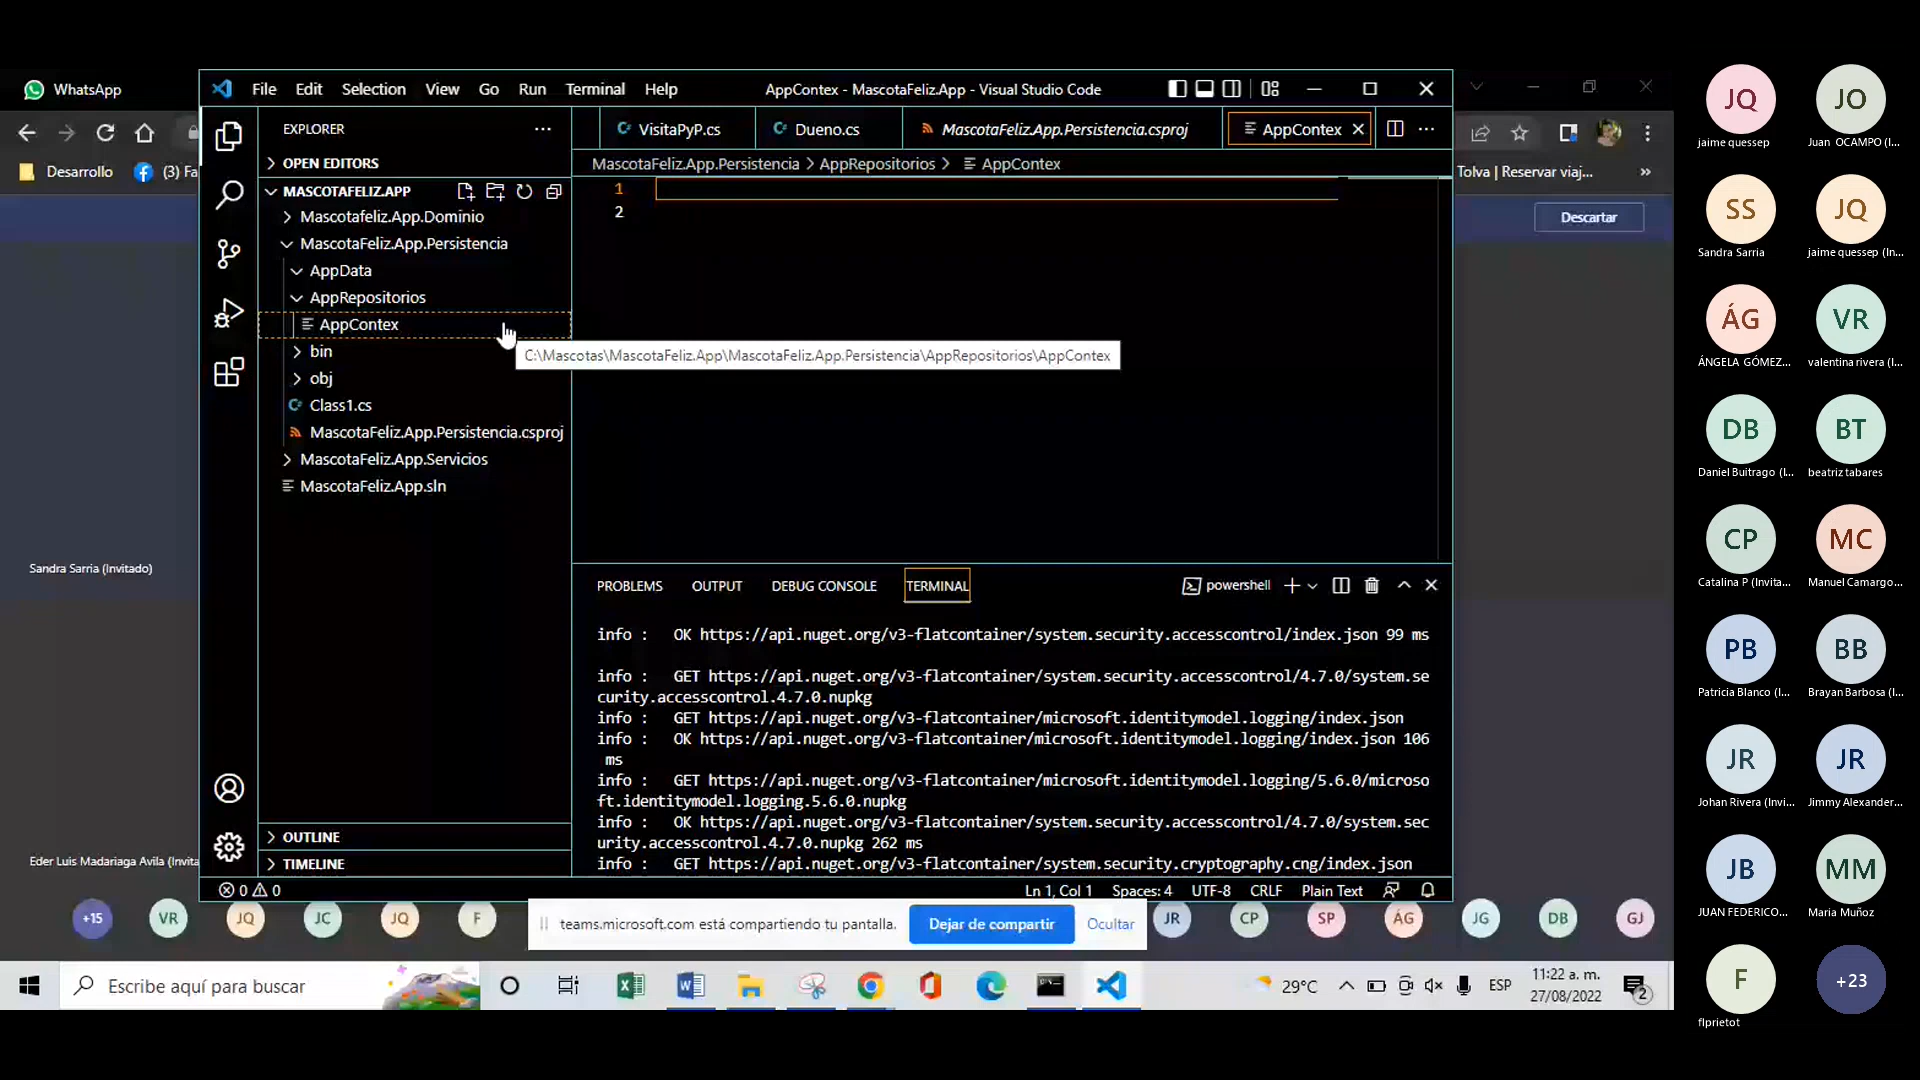 WhatsApp
Desarrollo
(3) Fa
File Edit Selection View Go Run Terminal Help
AppContex - MascotaFeliz.App - Visual Studio Code
EXPLORER
OPEN EDITORS
MASCOTAFELIZ.APP
Mascotafeliz.App.Dominio
MascotaFeliz.App.Persistencia
AppData
AppRepositorios
AppContex
bin
obj
Class1.cs
MascotaFeliz.App.Persistencia.csproj
MascotaFeliz.App.Servicios
MascotaFeliz.App.sln
OUTLINE
TIMELINE
VisitaPyP.cs
Dueno.cs
MascotaFeliz.App.Persistencia.csproj
AppContex
MascotaFeliz.App.Persistencia > AppRepositorios > AppContex
1
2
C:\Mascotas\MascotaFeliz.App\MascotaFeliz.App.Persistencia\AppRepositorios\AppContex
PROBLEMS OUTPUT DEBUG CONSOLE TERMINAL
powershell
info : OK https://api.nuget.org/v3-flatcontainer/system.security.accesscontrol/index.json 99 ms
info : GET https://api.nuget.org/v3-flatcontainer/system.security.accesscontrol/4.7.0/system.se
curity.accesscontrol.4.7.0.nupkg
info : GET https://api.nuget.org/v3-flatcontainer/microsoft.identitymodel.logging/index.json
info : OK https://api.nuget.org/v3-flatcontainer/microsoft.identitymodel.logging/index.json 106
ms
info : GET https://api.nuget.org/v3-flatcontainer/microsoft.identitymodel.logging/5.6.0/microso
ft.identitymodel.logging.5.6.0.nupkg
info : OK https://api.nuget.org/v3-flatcontainer/system.security.accesscontrol/4.7.0/system.sec
urity.accesscontrol.4.7.0.nupkg 262 ms
info : GET https://api.nuget.org/v3-flatcontainer/system.security.cryptography.cng/index.json
0 0
Ln 1, Col 1 Spaces: 4 UTF-8 CRLF Plain Text
Tolva | Reservar viaj...
»
Descartar
Sandra Sarria (Invitado)
Eder Luis Madariaga Avila (Invita
+15 VR JQ JC JQ F
teams.microsoft.com está compartiendo tu pantalla.
Dejar de compartir
Ocultar
JR CP SP ÁG JG DB GJ
Escribe aquí para buscar
29°C
ESP
11:22 a. m.
27/08/2022
2
JQ JO
jaime quessep Juan OCAMPO (I...
SS JQ
Sandra Sarria jaime quessep (In...
ÁG VR
ÁNGELA GÓMEZ... valentina rivera (I...
DB BT
Daniel Buitrago (I... beatriz tabares
CP MC
Catalina P (Invita... Manuel Camargo...
PB BB
Patricia Blanco (I... Brayan Barbosa (I...
JR JR
Johan Rivera (Invi... Jimmy Alexander...
JB MM
JUAN FEDERICO... Maria Muñoz
F +23
flprietot